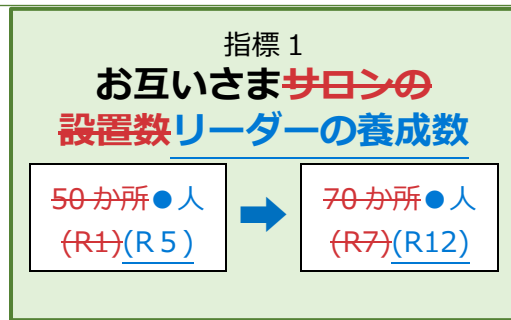 指標1
お互いさまサロンの
設置数リーダーの養成数
50か所●人
(R1)(R5)
70か所●人
(R7)(R12)